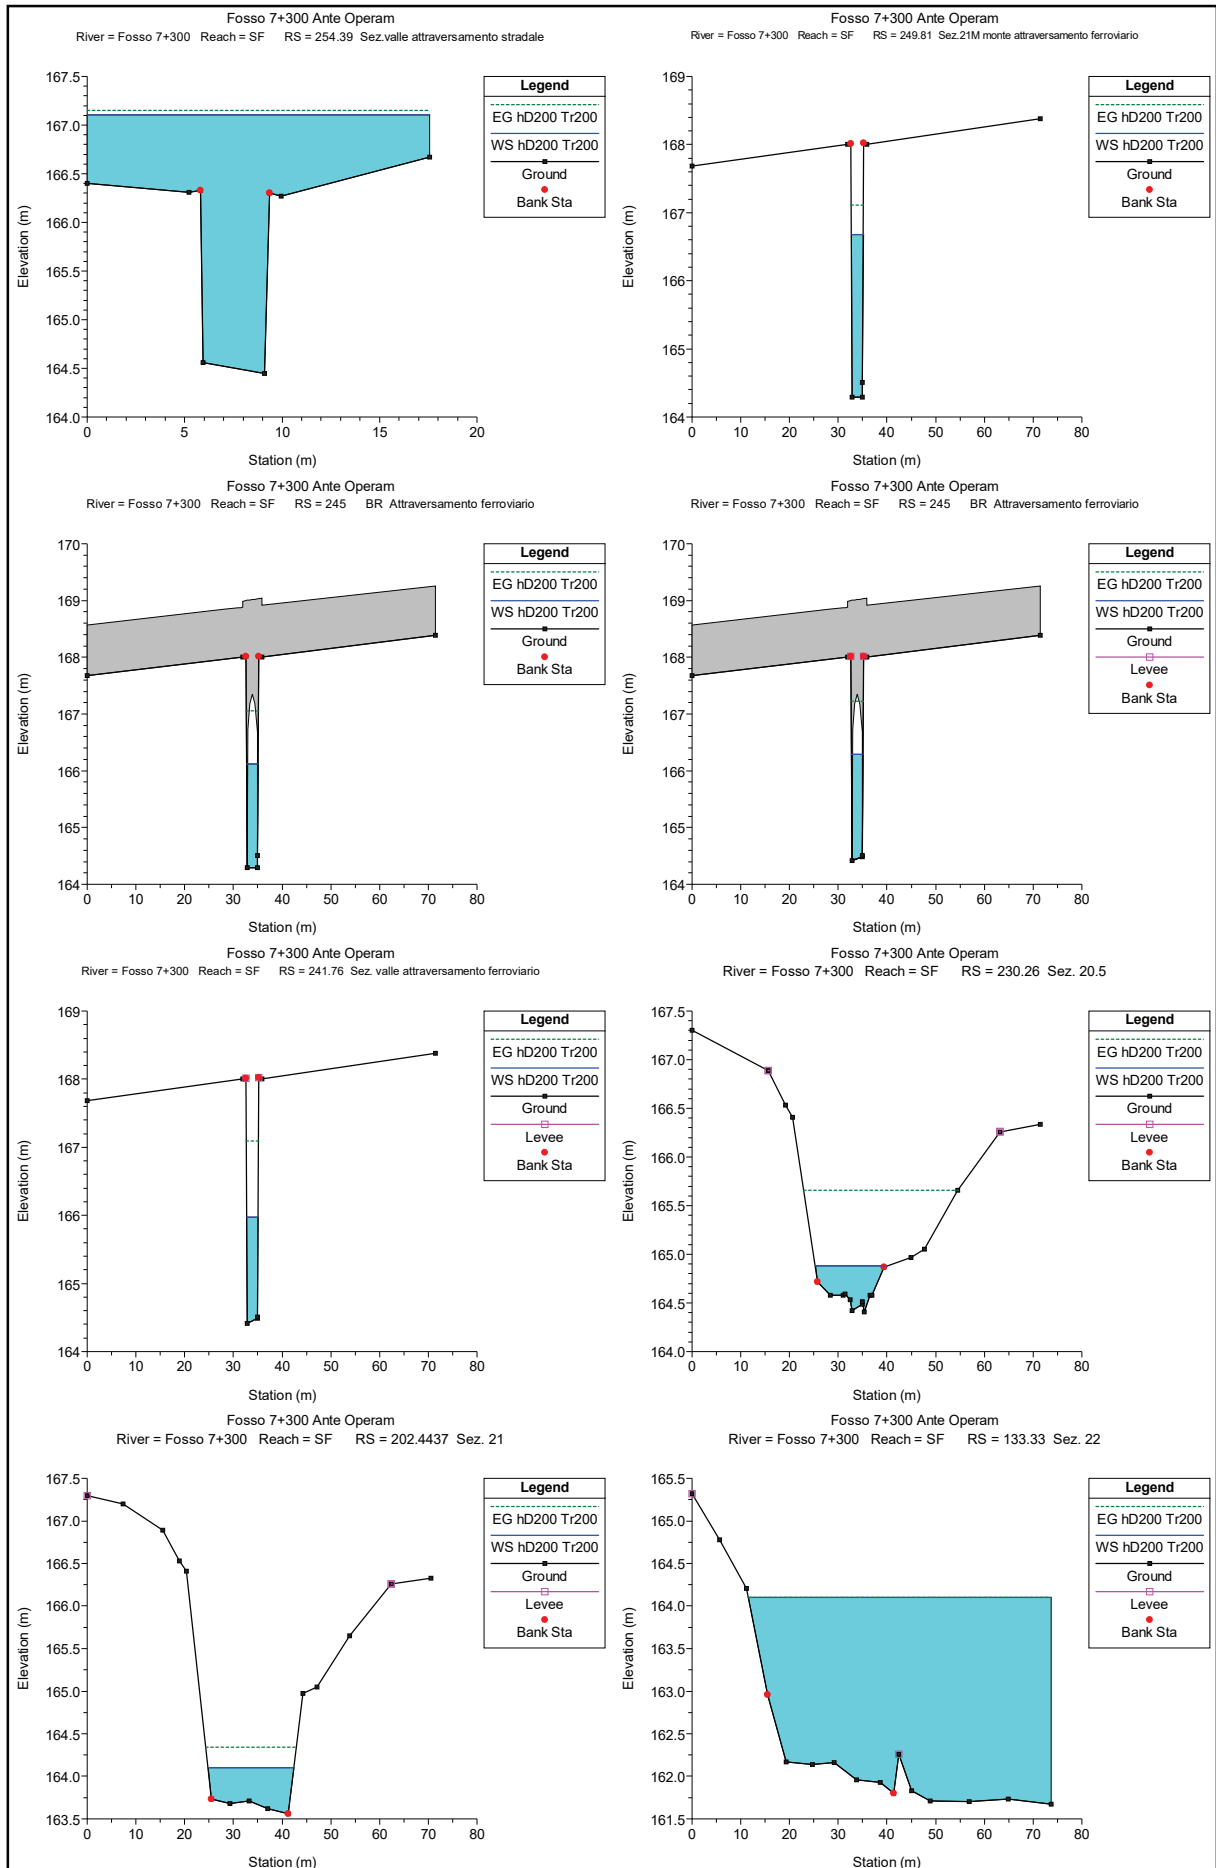 Fosso 7+300 Ante Operam
River = Fosso 7+300 Reach = SF RS = 254.39 Sez.valle attraversamento stradale
167.5
167.0
166.5
166.0
165.5
165.0
164.5
164.0
Elevation (m)
0 5 10 15 20
Station (m)
Legend
EG hD200 Tr200
WS hD200 Tr200
Ground
Bank Sta
Fosso 7+300 Ante Operam
River = Fosso 7+300 Reach = SF RS = 249.81 Sez.21M monte attraversamento ferroviario
169
168
167
166
165
164
Elevation (m)
0 10 20 30 40 50 60 70 80
Station (m)
Legend
EG hD200 Tr200
WS hD200 Tr200
Ground
Bank Sta
Fosso 7+300 Ante Operam
River = Fosso 7+300 Reach = SF RS = 245 BR Attraversamento ferroviario
170
169
168
167
166
165
164
Elevation (m)
0 10 20 30 40 50 60 70 80
Station (m)
Legend
EG hD200 Tr200
WS hD200 Tr200
Ground
Bank Sta
Fosso 7+300 Ante Operam
River = Fosso 7+300 Reach = SF RS = 245 BR Attraversamento ferroviario
170
169
168
167
166
165
164
Elevation (m)
0 10 20 30 40 50 60 70 80
Station (m)
Legend
EG hD200 Tr200
WS hD200 Tr200
Ground
Levee
Bank Sta
Fosso 7+300 Ante Operam
River = Fosso 7+300 Reach = SF RS = 241.76 Sez. valle attraversamento ferroviario
169
168
167
166
165
164
Elevation (m)
0 10 20 30 40 50 60 70 80
Station (m)
Legend
EG hD200 Tr200
WS hD200 Tr200
Ground
Levee
Bank Sta
Fosso 7+300 Ante Operam
River = Fosso 7+300 Reach = SF RS = 230.26 Sez. 20.5
167.5
167.0
166.5
166.0
165.5
165.0
164.5
164.0
Elevation (m)
0 10 20 30 40 50 60 70 80
Station (m)
Legend
EG hD200 Tr200
WS hD200 Tr200
Ground
Levee
Bank Sta
Fosso 7+300 Ante Operam
River = Fosso 7+300 Reach = SF RS = 202.4437 Sez. 21
167.5
167.0
166.5
166.0
165.5
165.0
164.5
164.0
163.5
Elevation (m)
0 10 20 30 40 50 60 70 80
Station (m)
Legend
EG hD200 Tr200
WS hD200 Tr200
Ground
Levee
Bank Sta
Fosso 7+300 Ante Operam
River = Fosso 7+300 Reach = SF RS = 133.33 Sez. 22
165.5
165.0
164.5
164.0
163.5
163.0
162.5
162.0
161.5
Elevation (m)
0 10 20 30 40 50 60 70 80
Station (m)
Legend
EG hD200 Tr200
WS hD200 Tr200
Ground
Levee
Bank Sta